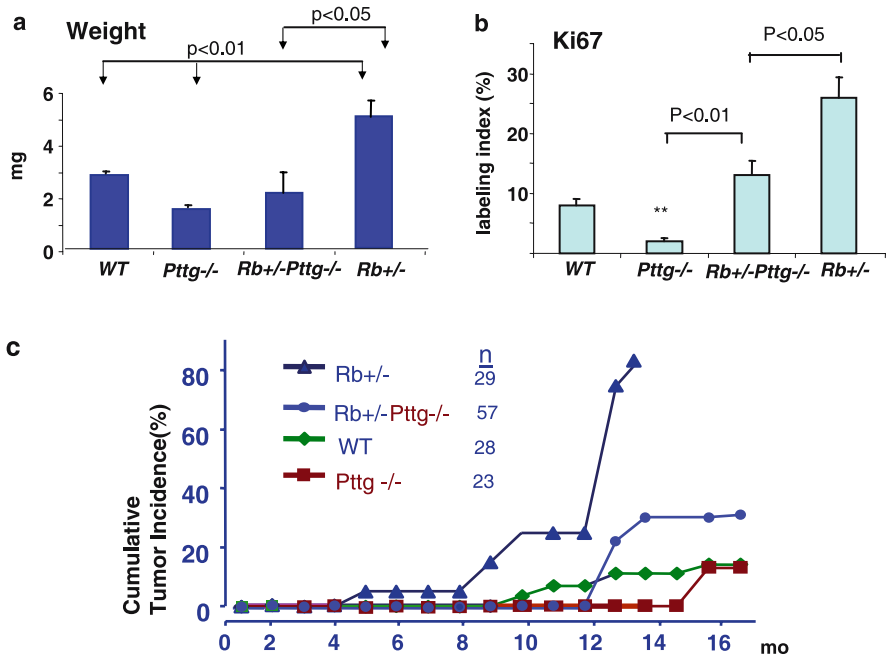 a
Weight
p<0.05
p<0.01
6
4
2
0
mg
WT
Pttg-/-
Rb+/-Pttg-/-
Rb+/-
b
Ki67
P<0.05
P<0.01
30
20
10
0
labeling index (%)
WT
**
Pttg-/-
Rb+/-Pttg-/-
Rb+/-
c
n
Rb+/- 29
Rb+/-Pttg-/- 57
WT 28
Pttg -/- 23
80
60
40
20
0
Cumulative
Tumor Incidence(%)
0 2 4 6 8 10 12 14 16 mo